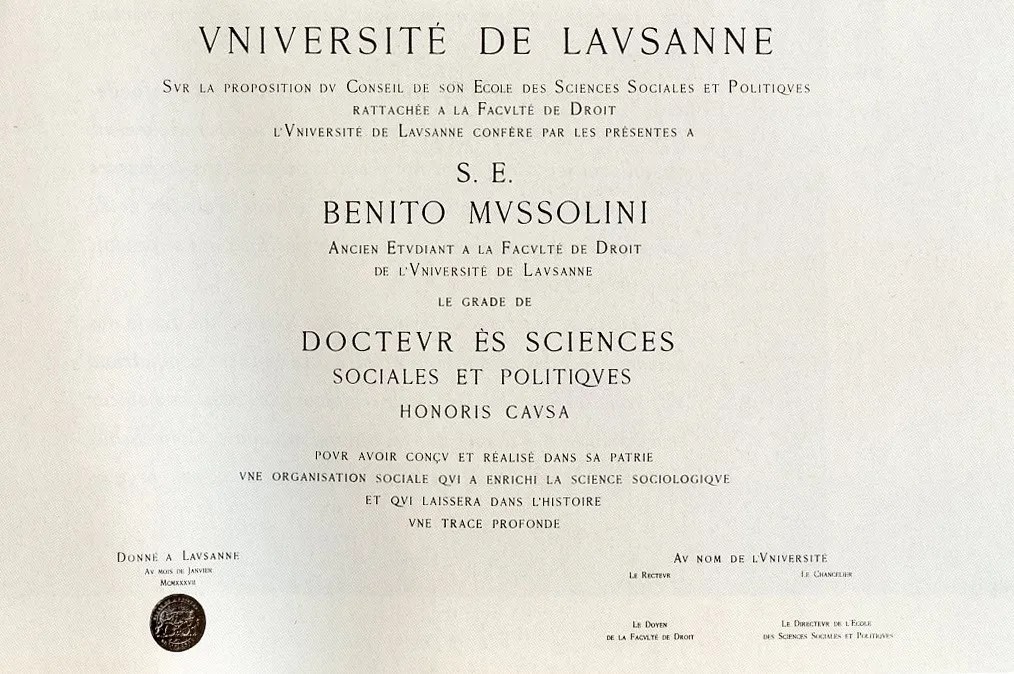 VNIVERSITÉ DE LAVSANNE
SVR LA PROPOSITION DV CONSEIL DE SON ECOLE DES SCIENCES SOCIALES ET POLITIQVES
RATTACHÉE A LA FACVLTÉ DE DROIT
L'VNIVERSITÉ DE LAVSANNE CONFÈRE PAR LES PRÉSENTES A
S. E.
BENITO MVSSOLINI
ANCIEN ETVDIANT A LA FACVLTÉ DE DROIT
DE L'VNIVERSITÉ DE LAVSANNE
LE GRADE DE
DOCTEVR ÈS SCIENCES
SOCIALES ET POLITIQVES
HONORIS CAVSA
POVR AVOIR CONÇV ET RÉALISÉ DANS SA PATRIE
VNE ORGANISATION SOCIALE QVI A ENRICHI LA SCIENCE SOCIOLOGIQVE
ET QVI LAISSERA DANS L'HISTOIRE
VNE TRACE PROFONDE
DONNÉ A LAVSANNE
AV MOIS DE JANVIER
MCMXXXVII
AV NOM DE L'VNIVERSITÉ
LE RECTEVR
LE CHANCELIER
LE DOYEN
DE LA FACVLTÉ DE DROIT
LE DIRECTEVR DE L'ECOLE
DES SCIENCES SOCIALES ET POLITIQVES